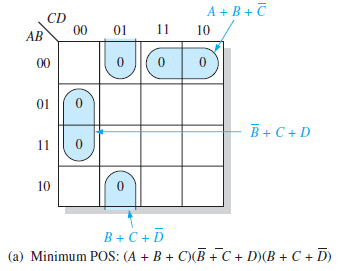 CD
A + B + C̅
AB
00 01 11 10
00 0 0 0
01 0
B̅ + C + D
11 0
10 0
B + C + D̅
(a) Minimum POS: (A + B + C)(B̅ + ̅C + D)(B + C + D̅)